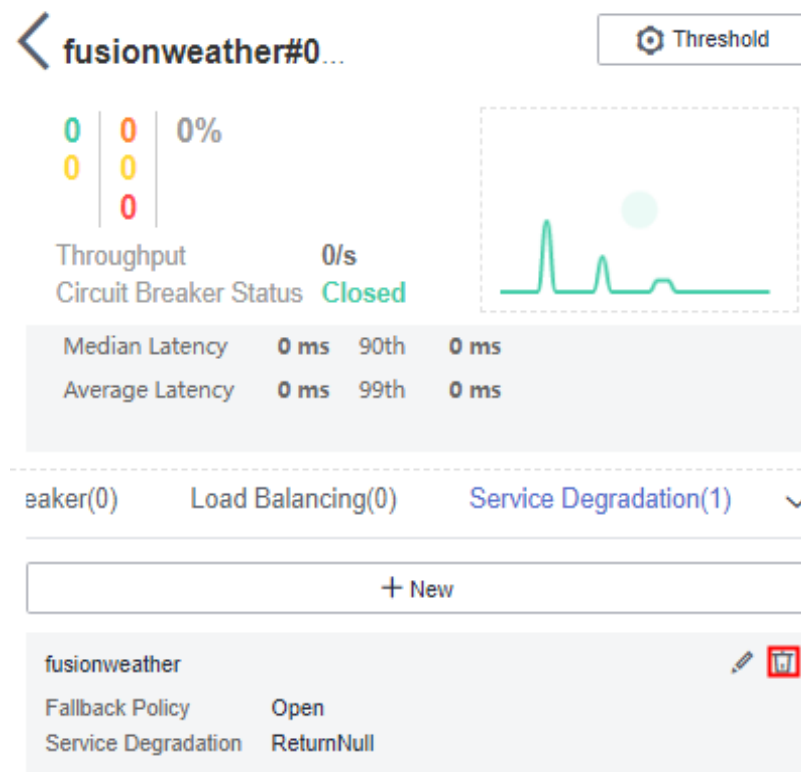 fusionweather#0...
Threshold
0 0 0%
0 0
0
Throughput 0/s
Circuit Breaker Status Closed
Median Latency 0 ms 90th 0 ms
Average Latency 0 ms 99th 0 ms
eaker(0) Load Balancing(0) Service Degradation(1)
+ New
fusionweather
Fallback Policy Open
Service Degradation ReturnNull